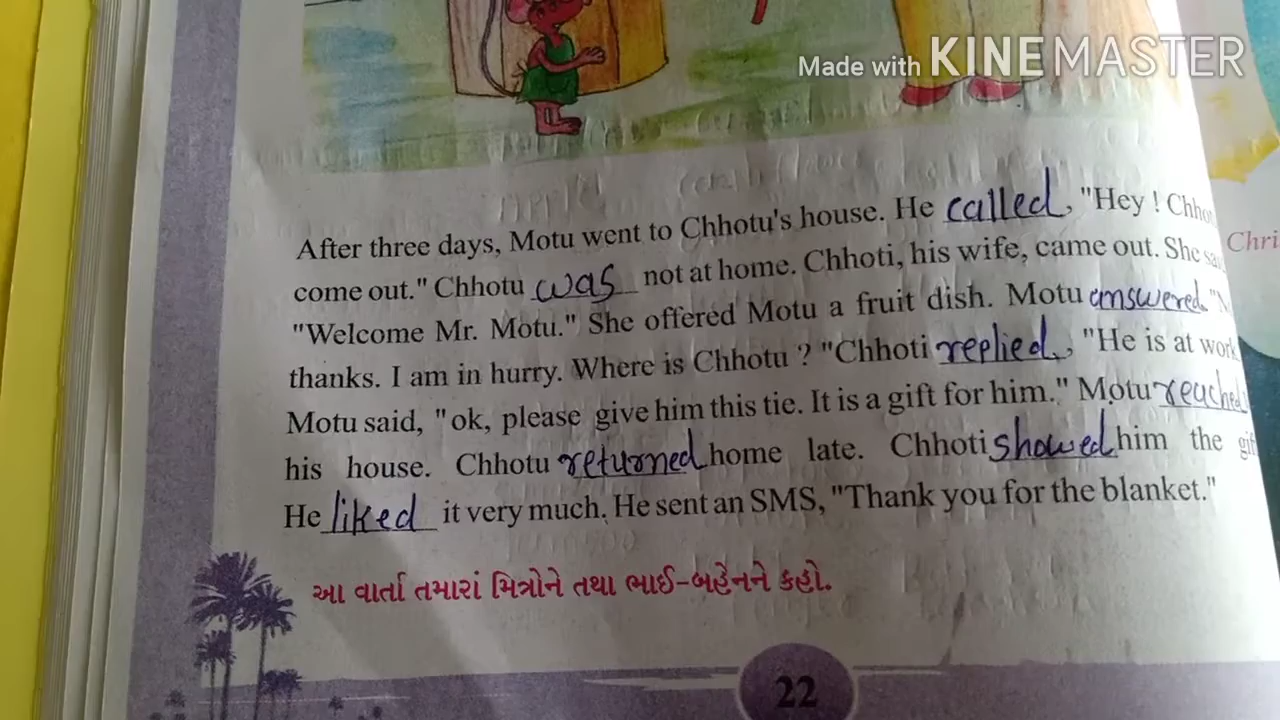 Made with KINEMASTER
After three days, Motu went to Chhotu's house. He called, "Hey !
come out." Chhotu was not at home. Chhoti, his wife, came out. She
"Welcome Mr. Motu." She offered Motu a fruit dish. Motu answered
thanks. I am in hurry. Where is Chhotu ? "Chhoti replied, "He is at work
Motu said, "ok, please give him this tie. It is a gift for him." Motu reached
his house. Chhotu returned home late. Chhoti showed him the
He liked it very much. He sent an SMS, "Thank you for the blanket."
આ વાર્તા તમારાં મિત્રોને તથા ભાઈ-બહેનને કહો.
22